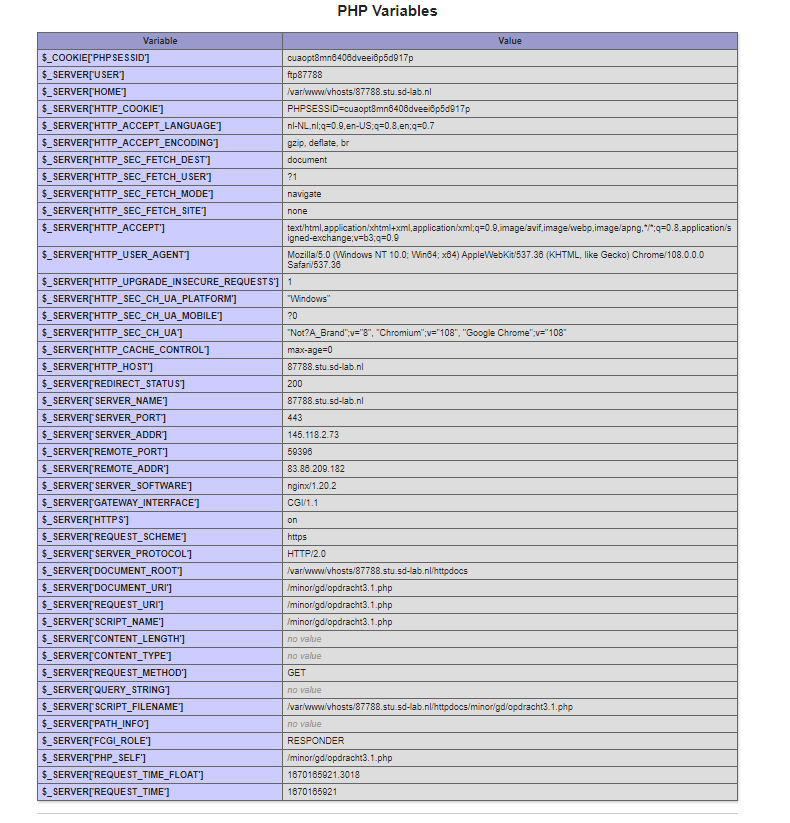 PHP Variables
Variable Value
$_COOKIE['PHPSESSID'] cuaopt8mn6406dveei6p5d917p
$_SERVER['USER'] ftp87788
$_SERVER['HOME'] /var/www/vhosts/87788.stu.sd-lab.nl
$_SERVER['HTTP_COOKIE'] PHPSESSID=cuaopt8mn6406dveei6p5d917p
$_SERVER['HTTP_ACCEPT_LANGUAGE'] nl-NL,nl;q=0.9,en-US;q=0.8,en;q=0.7
$_SERVER['HTTP_ACCEPT_ENCODING'] gzip, deflate, br
$_SERVER['HTTP_SEC_FETCH_DEST'] document
$_SERVER['HTTP_SEC_FETCH_USER'] ?1
$_SERVER['HTTP_SEC_FETCH_MODE'] navigate
$_SERVER['HTTP_SEC_FETCH_SITE'] none
$_SERVER['HTTP_ACCEPT'] text/html,application/xhtml+xml,application/xml;q=0.9,image/avif,image/webp,image/apng,*/*;q=0.8,application/s
igned-exchange;v=b3;q=0.9
$_SERVER['HTTP_USER_AGENT'] Mozilla/5.0 (Windows NT 10.0; Win64; x64) AppleWebKit/537.36 (KHTML, like Gecko) Chrome/108.0.0.0
Safari/537.36
$_SERVER['HTTP_UPGRADE_INSECURE_REQUESTS'] 1
$_SERVER['HTTP_SEC_CH_UA_PLATFORM'] "Windows"
$_SERVER['HTTP_SEC_CH_UA_MOBILE'] ?0
$_SERVER['HTTP_SEC_CH_UA'] "Not?A_Brand";v="8", "Chromium";v="108", "Google Chrome";v="108"
$_SERVER['HTTP_CACHE_CONTROL'] max-age=0
$_SERVER['HTTP_HOST'] 87788.stu.sd-lab.nl
$_SERVER['REDIRECT_STATUS'] 200
$_SERVER['SERVER_NAME'] 87788.stu.sd-lab.nl
$_SERVER['SERVER_PORT'] 443
$_SERVER['SERVER_ADDR'] 145.118.2.73
$_SERVER['REMOTE_PORT'] 59396
$_SERVER['REMOTE_ADDR'] 83.86.209.182
$_SERVER['SERVER_SOFTWARE'] nginx/1.20.2
$_SERVER['GATEWAY_INTERFACE'] CGI/1.1
$_SERVER['HTTPS'] on
$_SERVER['REQUEST_SCHEME'] https
$_SERVER['SERVER_PROTOCOL'] HTTP/2.0
$_SERVER['DOCUMENT_ROOT'] /var/www/vhosts/87788.stu.sd-lab.nl/httpdocs
$_SERVER['DOCUMENT_URI'] /minor/gd/opdracht3.1.php
$_SERVER['REQUEST_URI'] /minor/gd/opdracht3.1.php
$_SERVER['SCRIPT_NAME'] /minor/gd/opdracht3.1.php
$_SERVER['CONTENT_LENGTH'] no value
$_SERVER['CONTENT_TYPE'] no value
$_SERVER['REQUEST_METHOD'] GET
$_SERVER['QUERY_STRING'] no value
$_SERVER['SCRIPT_FILENAME'] /var/www/vhosts/87788.stu.sd-lab.nl/httpdocs/minor/gd/opdracht3.1.php
$_SERVER['PATH_INFO'] no value
$_SERVER['FCGI_ROLE'] RESPONDER
$_SERVER['PHP_SELF'] /minor/gd/opdracht3.1.php
$_SERVER['REQUEST_TIME_FLOAT'] 1670165921.3018
$_SERVER['REQUEST_TIME'] 1670165921